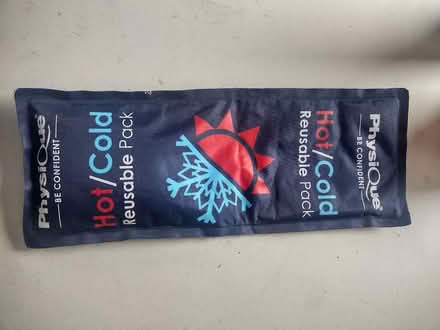 PhysiQue
BE CONFIDENT
Hot/Cold
Reusable Pack
PhysiQue
BE CONFIDENT
Hot/Cold
Reusable Pack